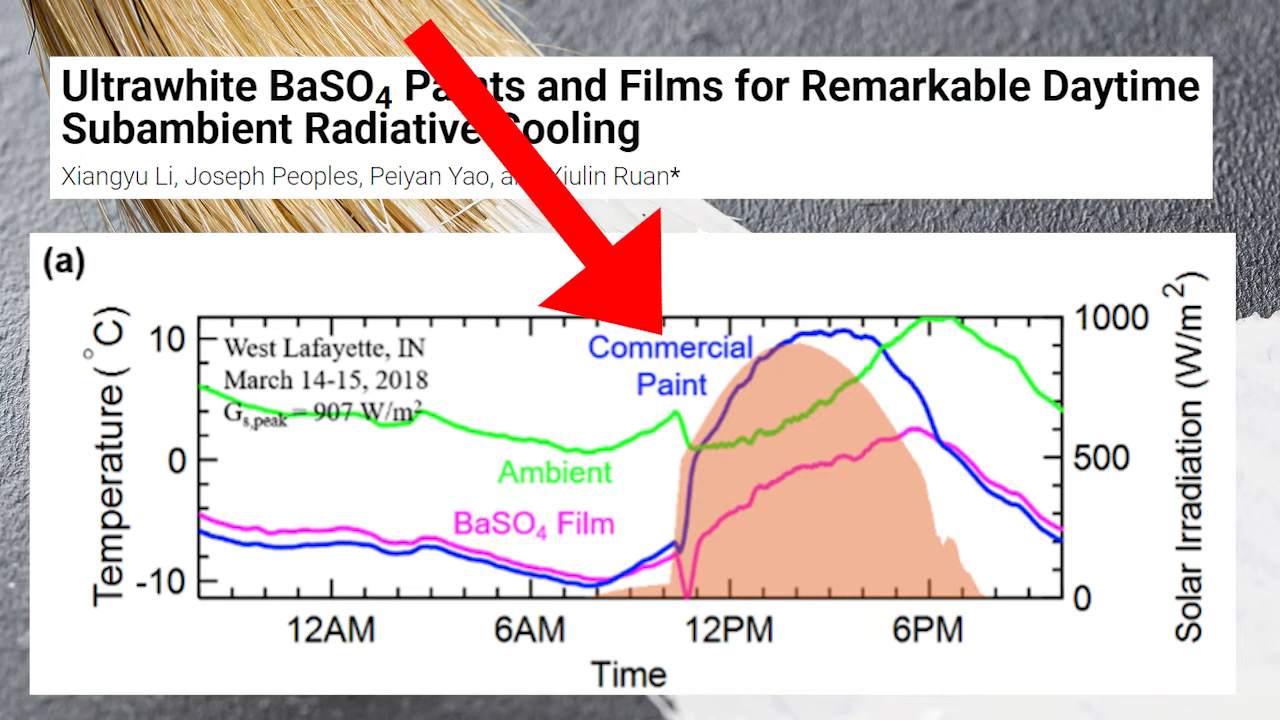 Ultrawhite BaSO₄ Paints and Films for Remarkable Daytime
Subambient Radiative Cooling
Xiangyu Li, Joseph Peoples, Peiyan Yao, and Xiulin Ruan*
(a)
Temperature (°C)
10
0
-10
West Lafayette, IN
March 14-15, 2018
Gs,peak = 907 W/m²
Commercial
Paint
Ambient
BaSO₄ Film
1000
500
0
Solar Irradiation (W/m²)
12AM 6AM 12PM 6PM
Time